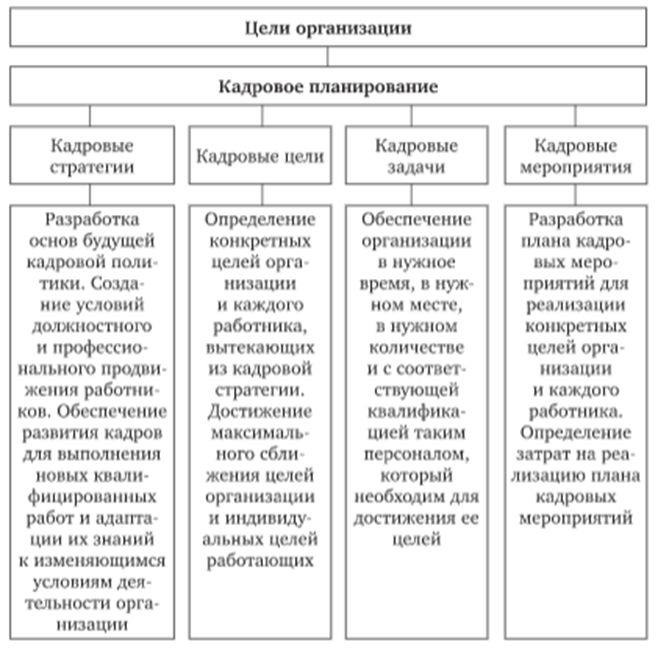 Цели организации
Кадровое планирование
Кадровые
стратегии
Кадровые цели
Кадровые
задачи
Кадровые
мероприятия
Разработка
основ будущей
кадровой поли-
тики. Созда-
ние условий
должностного
и профессио-
нального продви-
жения работни-
ков. Обеспечение
развития кадров
для выполнения
новых квали-
фицированных
работ и адапта-
ции их знаний
к изменяющимся
условиям дея-
тельности орга-
низации
Определение
конкретных
целей орга-
низации
и каждого
работника,
вытекающих
из кадровой
стратегии.
Достижение
максималь-
ного сбли-
жения целей
организации
и индивиду-
альных целей
работающих
Обеспечение
организации
в нужное
время, в нуж-
ном месте,
в нужном
количестве
и с соответ-
ствующей
квалифика-
цией таким
персоналом,
который
необходим для
достижения ее
целей
Разработка
плана кадро-
вых меро-
приятий для
реализации
конкретных
целей орга-
низации
и каждого
работника.
Определение
затрат на реа-
лизацию плана
кадровых
мероприятий